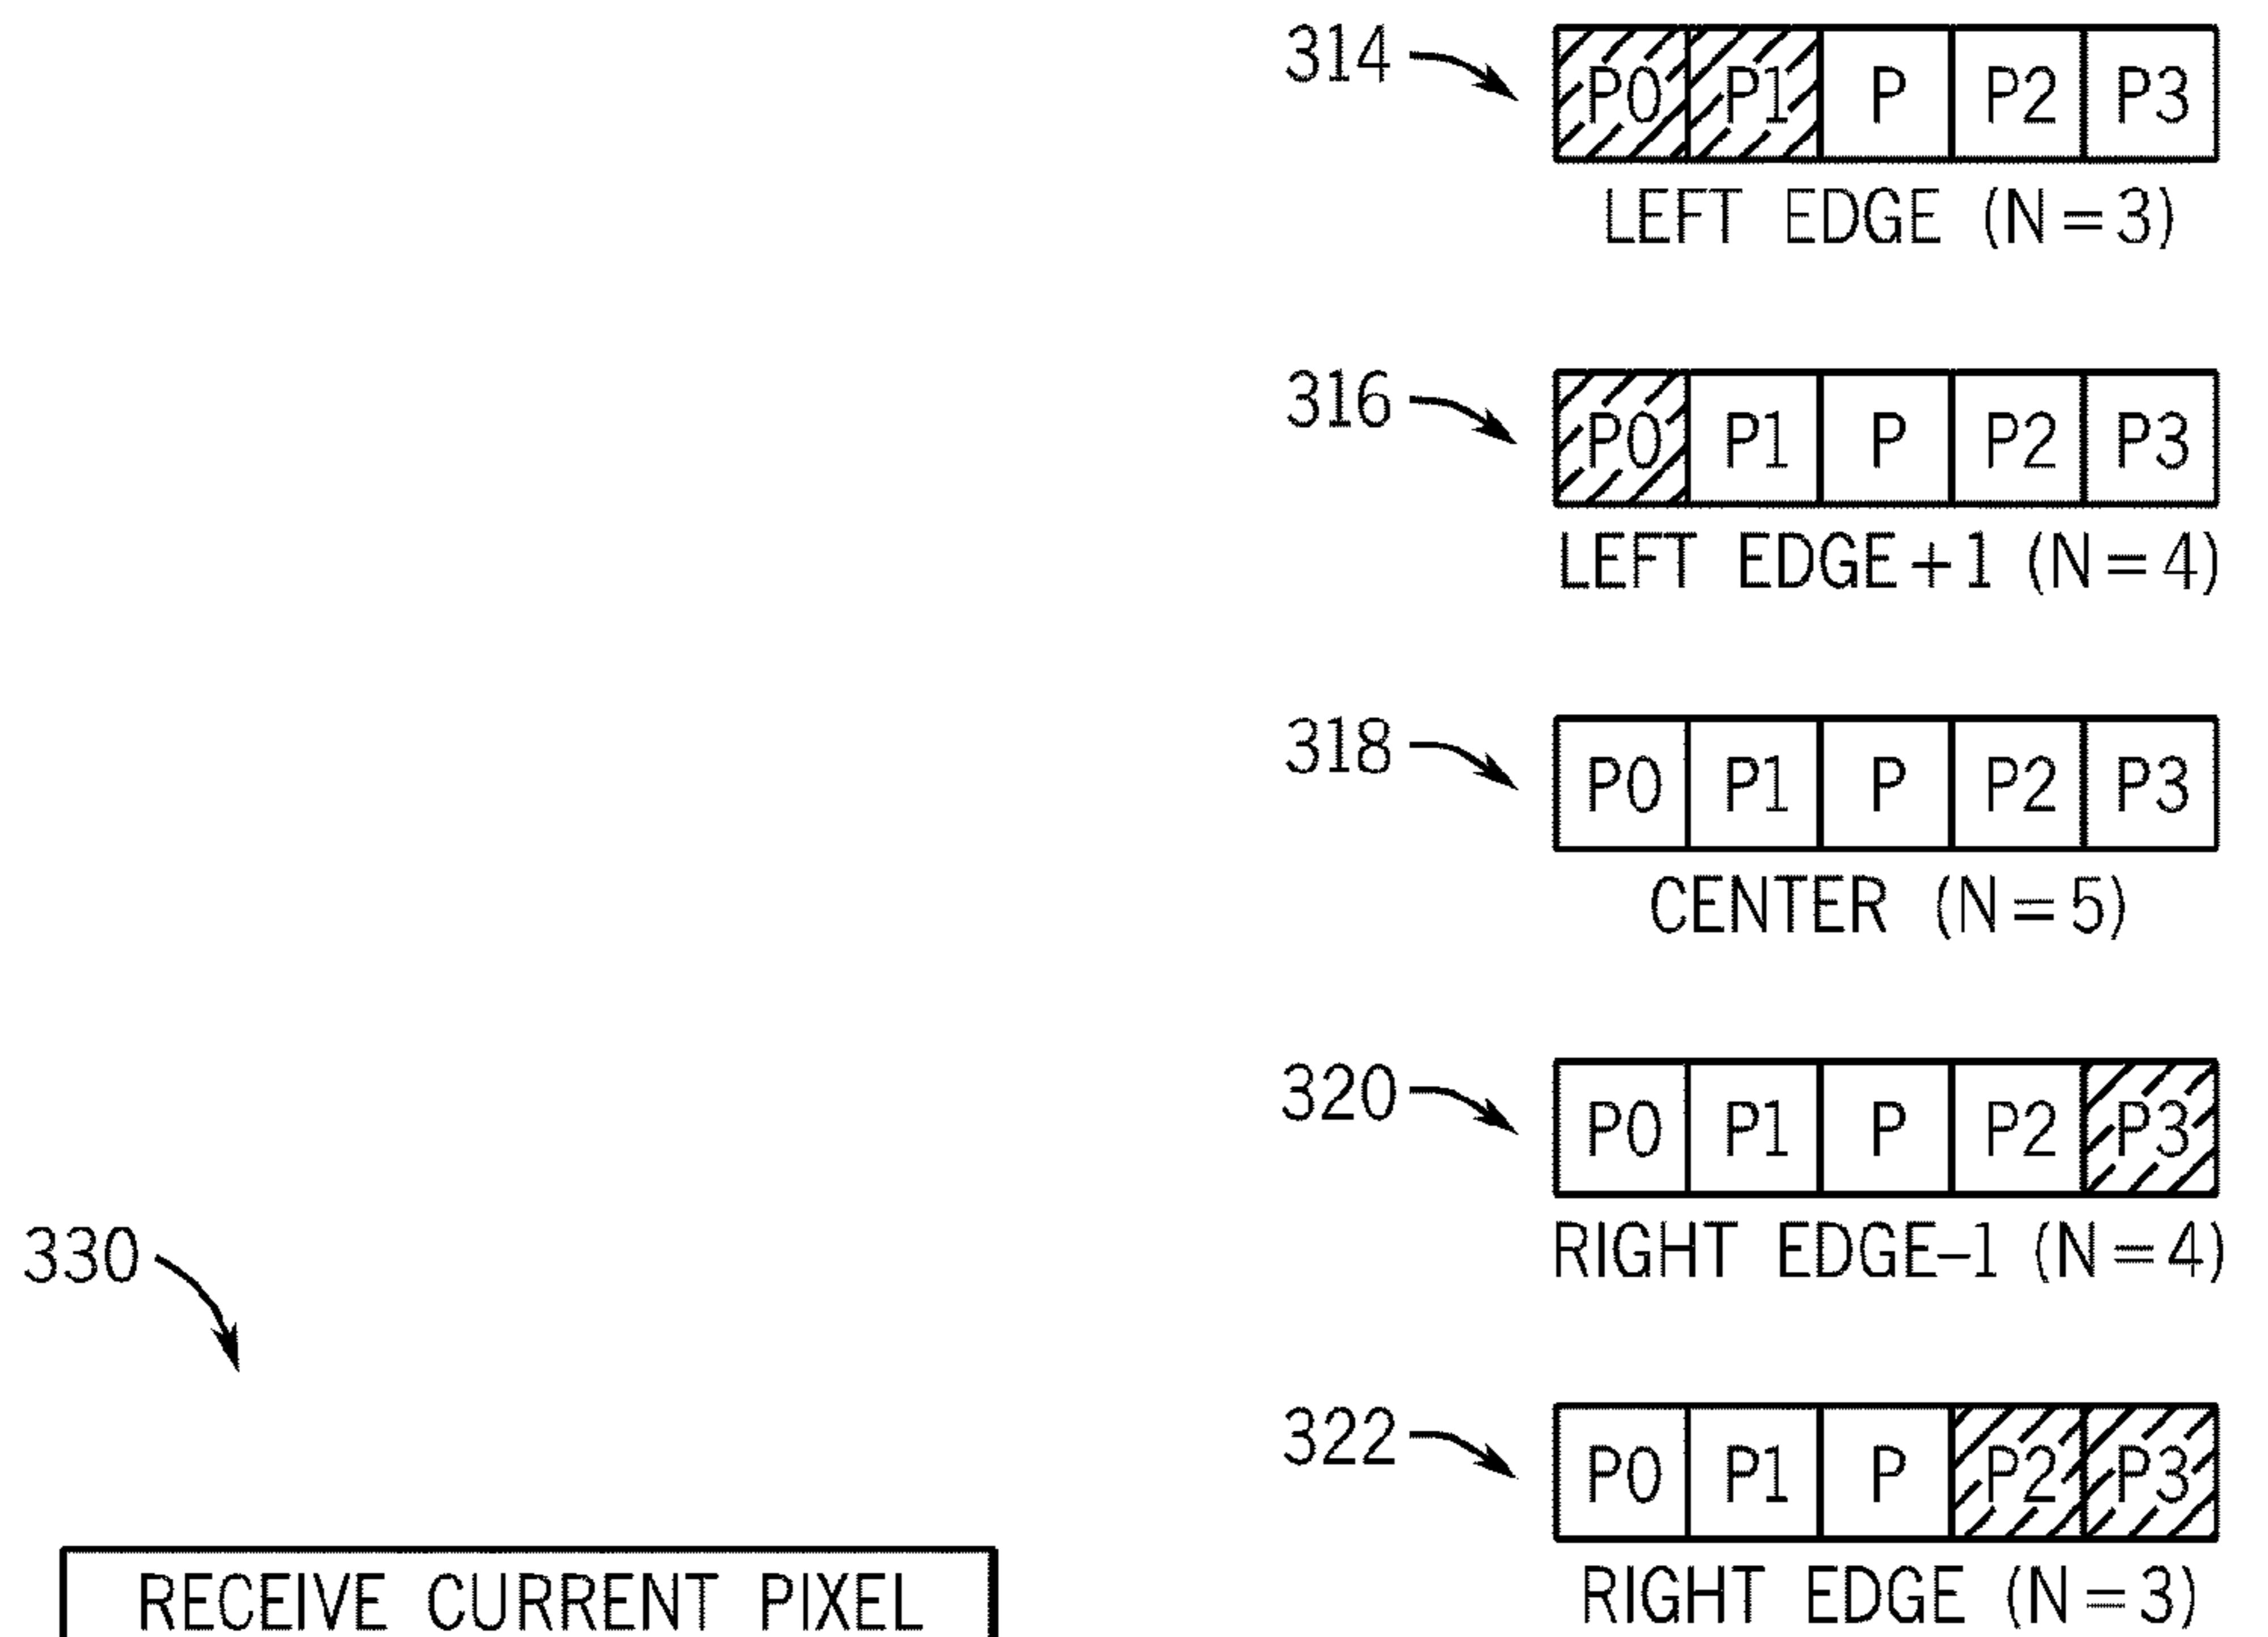 314
P0 P1 P P2 P3
LEFT EDGE (N=3)
316
P0 P1 P P2 P3
LEFT EDGE+1 (N=4)
318
P0 P1 P P2 P3
CENTER (N=5)
320
P0 P1 P P2 P3
RIGHT EDGE-1 (N=4)
330
322
P0 P1 P P2 P3
RIGHT EDGE (N=3)
RECEIVE CURRENT PIXEL